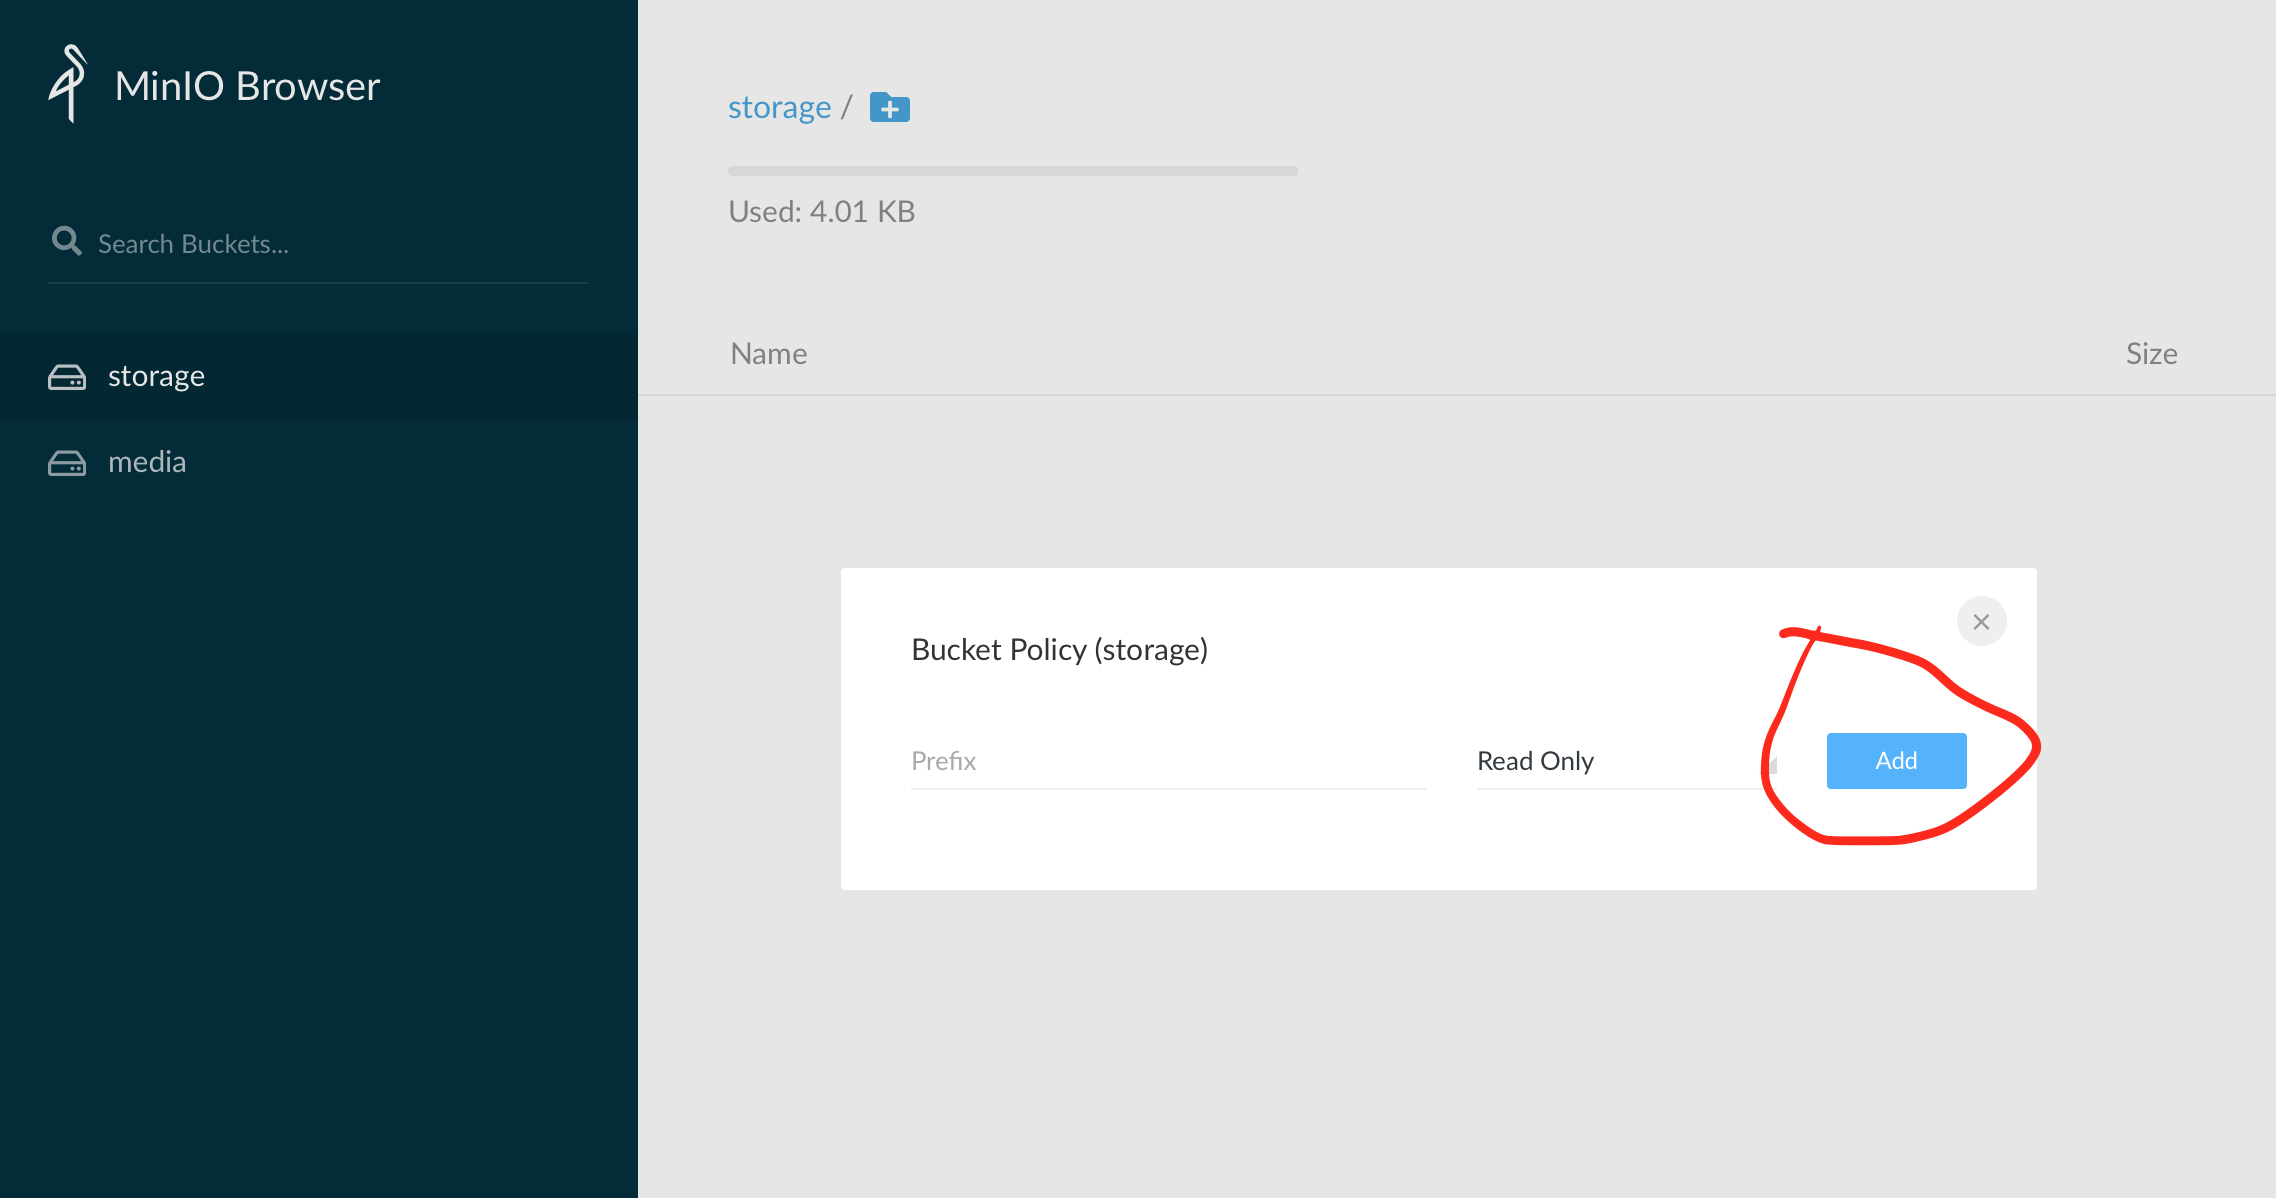 MinIO Browser
Search Buckets...
storage
media
storage /
Used: 4.01 KB
Name
Size
Bucket Policy (storage)
Prefix
Read Only
Add